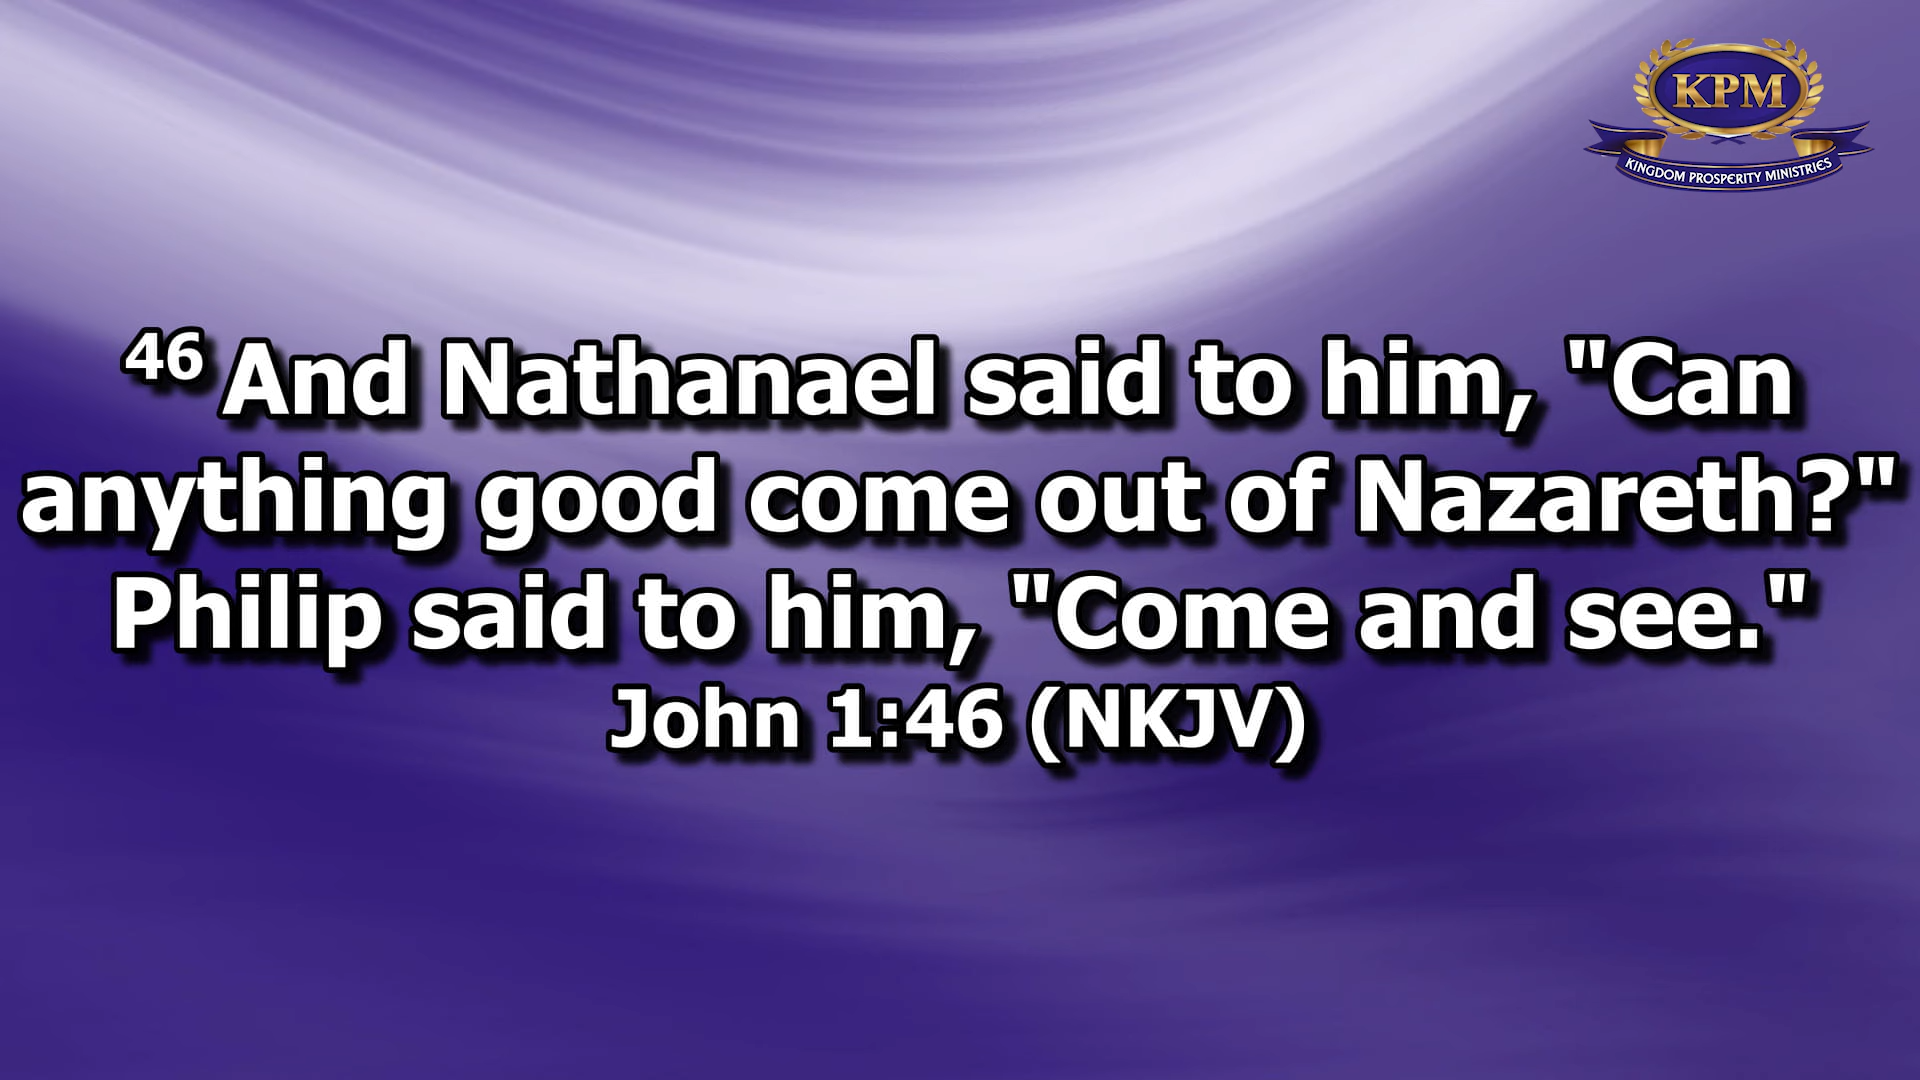 KPM
KINGDOM PROSPERITY MINISTRIES
46 And Nathanael said to him, "Can
anything good come out of Nazareth?"
Philip said to him, "Come and see."
John 1:46 (NKJV)